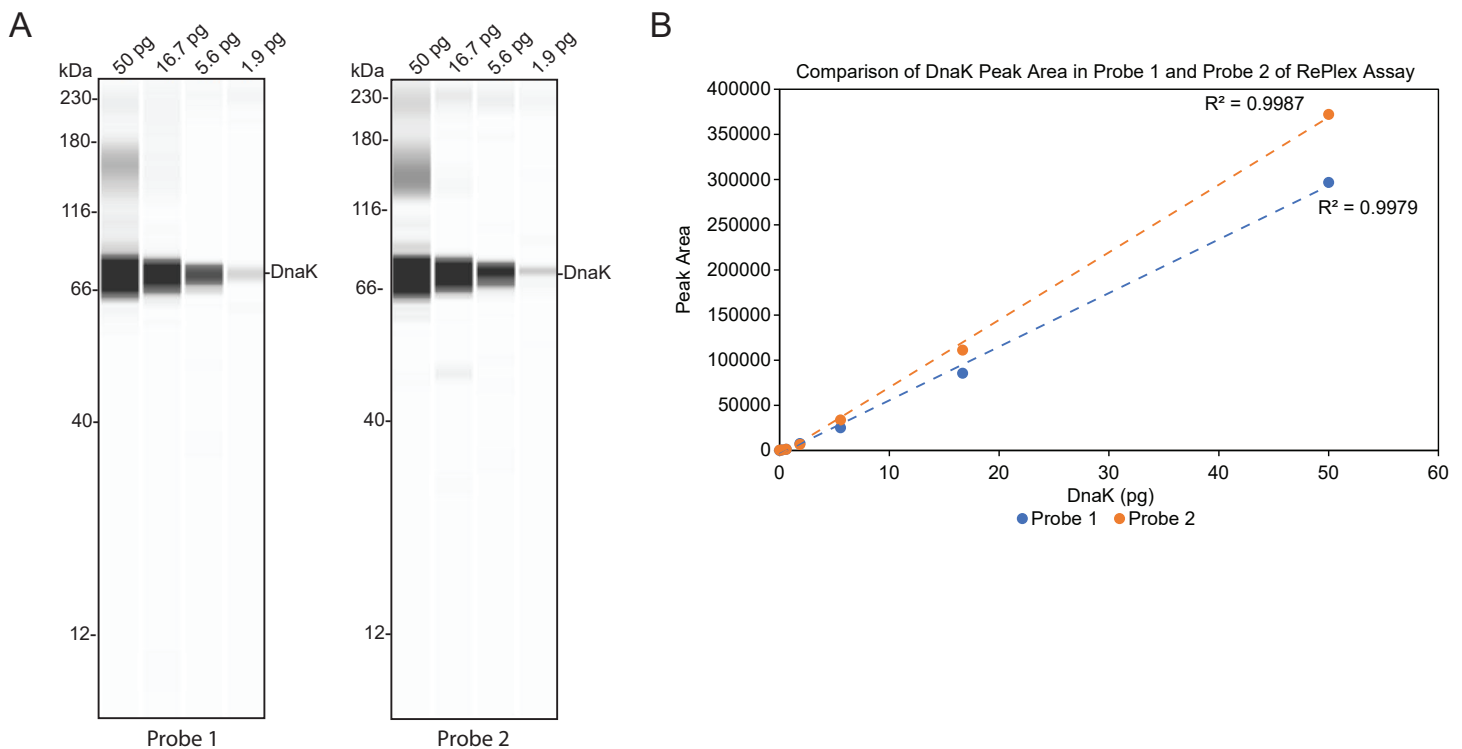 A
50 pg
16.7 pg
5.6 pg
1.9 pg
kDa
230-
180-
116-
-DnaK
66-
40-
12-
Probe 1
50 pg
16.7 pg
5.6 pg
1.9 pg
kDa
230-
180-
116-
-DnaK
66-
40-
12-
Probe 2
B
Comparison of DnaK Peak Area in Probe 1 and Probe 2 of RePlex Assay
400000
R² = 0.9987
350000
300000
R² = 0.9979
250000
200000
150000
100000
50000
0
Peak Area
0 10 20 30 40 50 60
DnaK (pg)
Probe 1 Probe 2